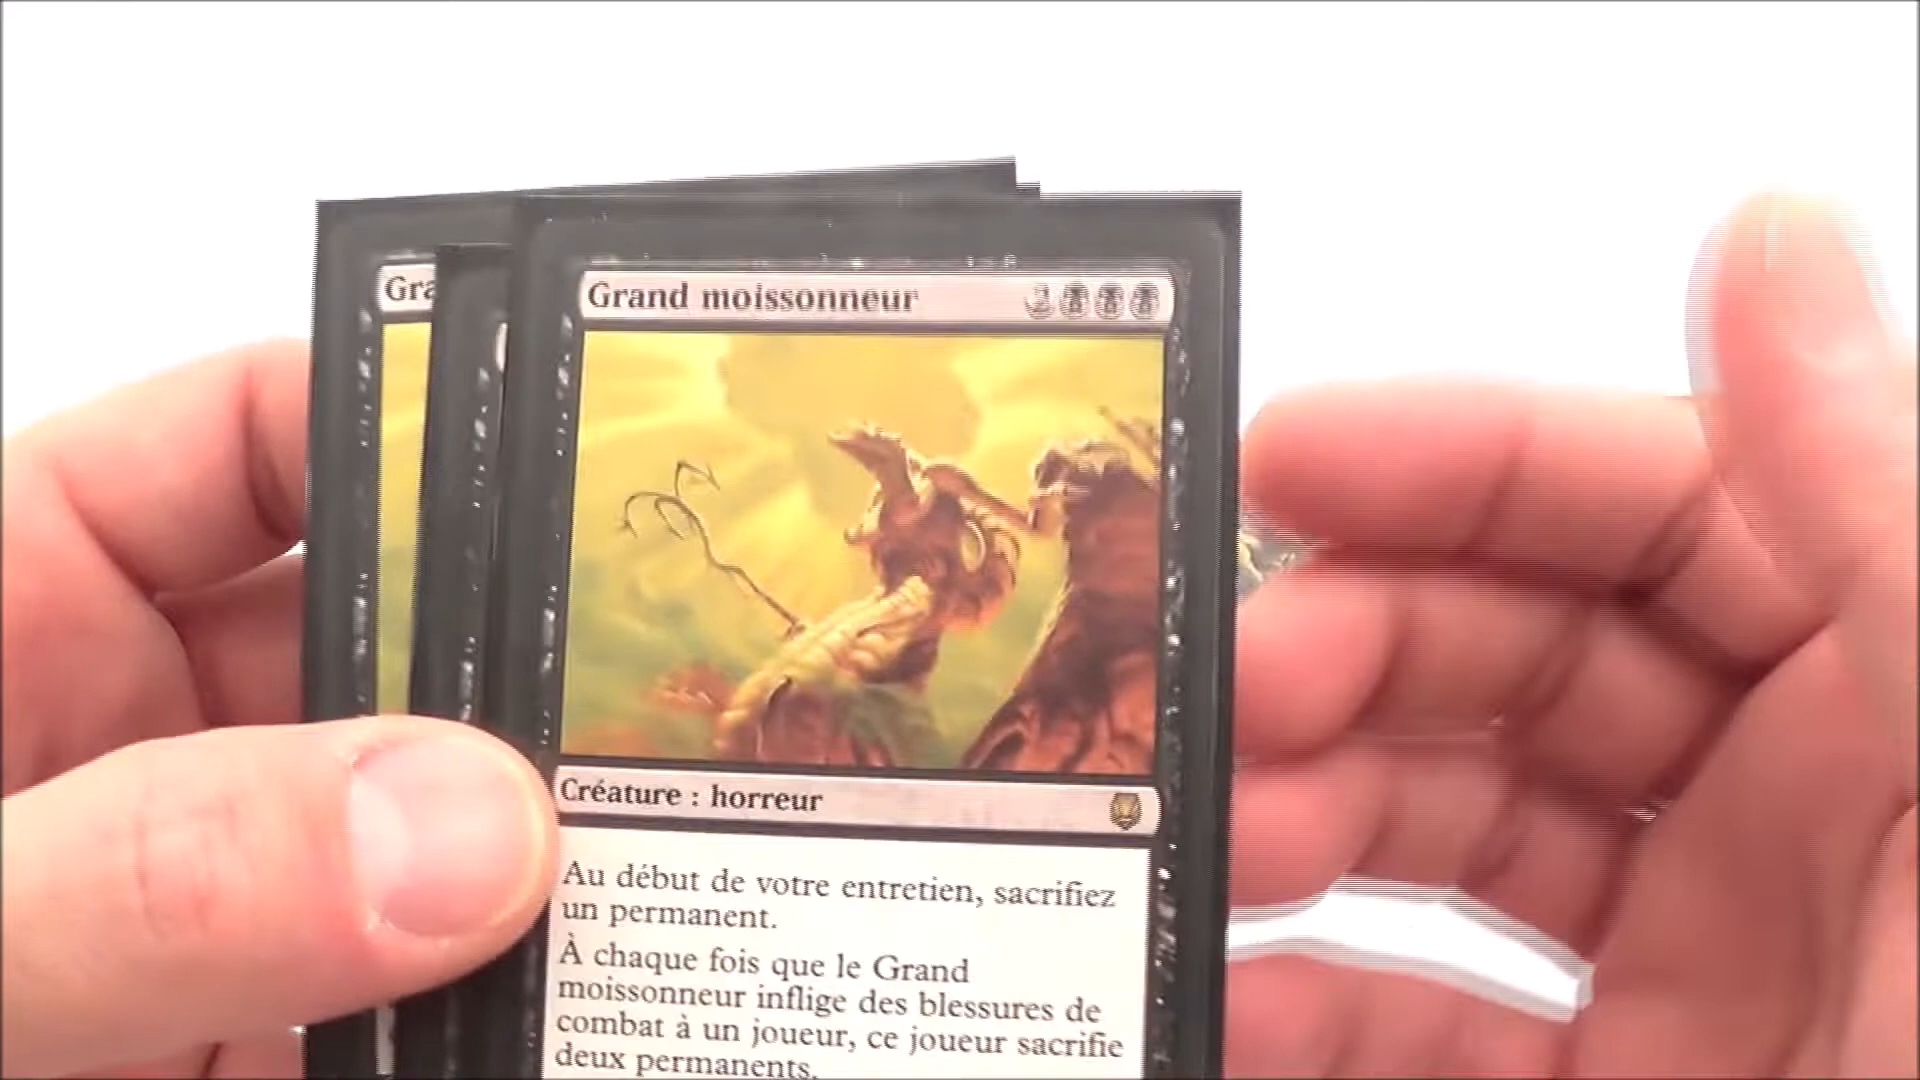 Gra
Grand moissonneur
2
Créature : horreur
Au début de votre entretien, sacrifiez
un permanent.
À chaque fois que le Grand
moissonneur inflige des blessures de
combat à un joueur, ce joueur sacrifie
deux permanents.